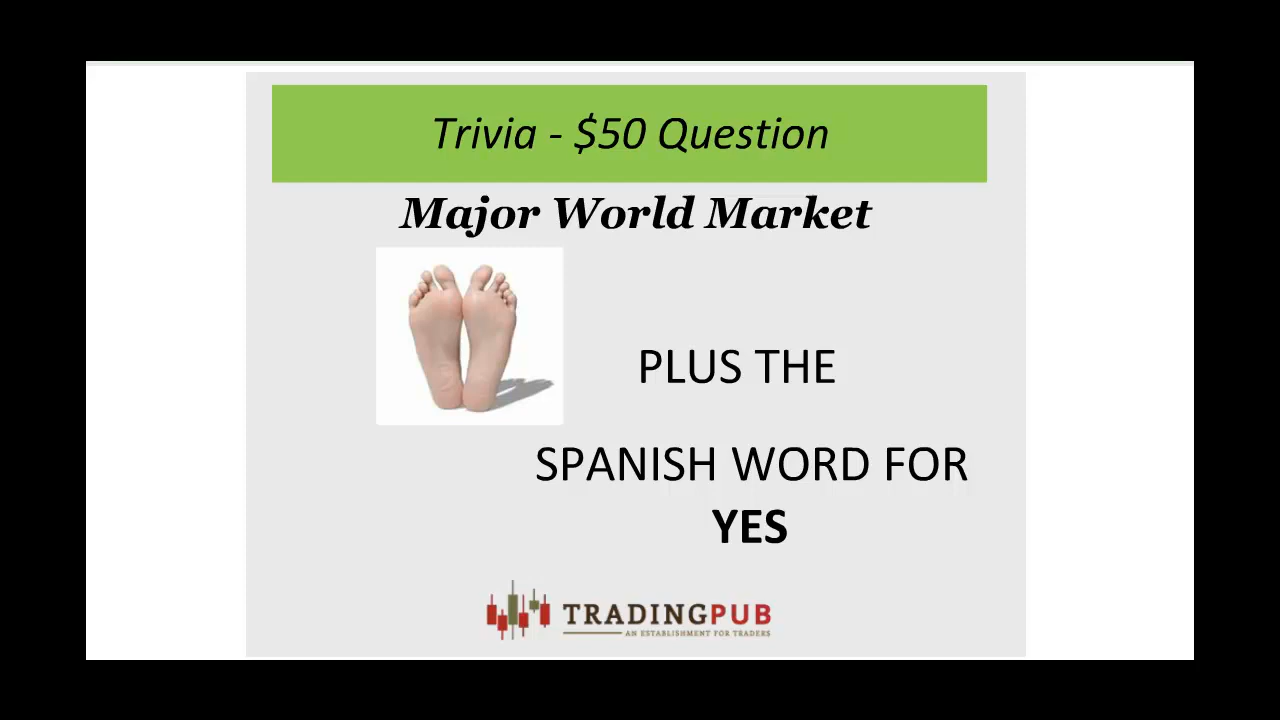 Trivia - $50 Question
Major World Market
PLUS THE
SPANISH WORD FOR
YES
TRADINGPUB
AN ESTABLISHMENT FOR TRADERS